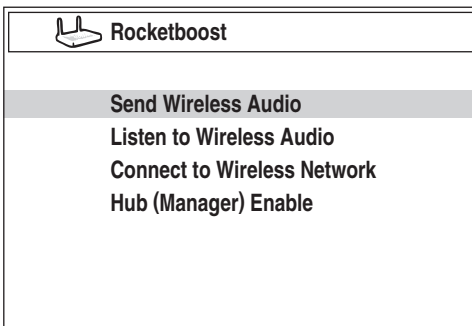 Rocketboost
Send Wireless Audio
Listen to Wireless Audio
Connect to Wireless Network
Hub (Manager) Enable